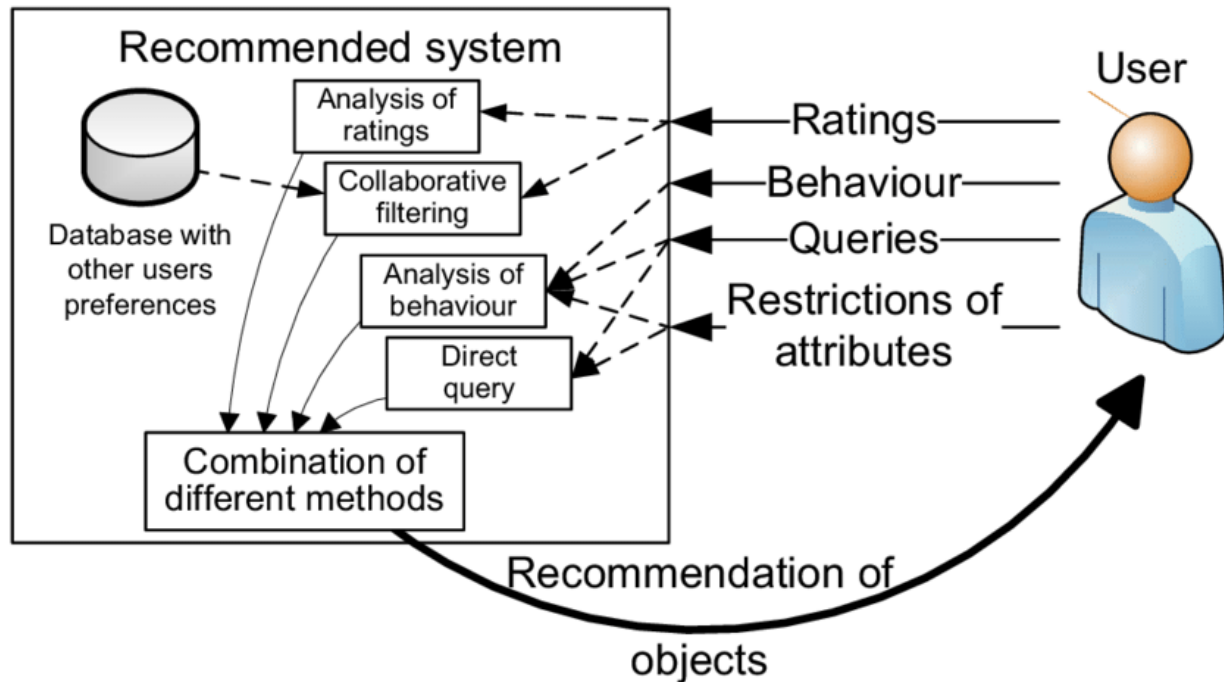 Recommended system
User
Analysis of
ratings
Ratings
Collaborative
filtering
Behaviour
Database with
other users
preferences
Queries
Analysis of
behaviour
Restrictions of
attributes
Direct
query
Combination of
different methods
Recommendation of
objects